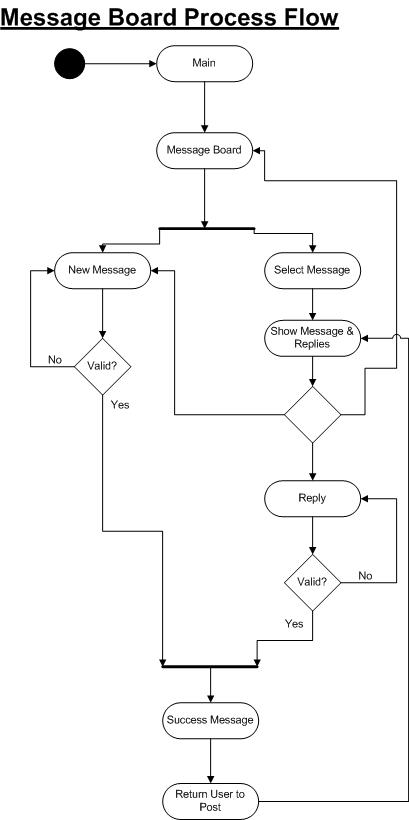 Message Board Process Flow
Main
Message Board
New Message
Select Message
Show Message &
Replies
No
Valid?
Yes
Reply
Valid?
No
Yes
Success Message
Return User to
Post